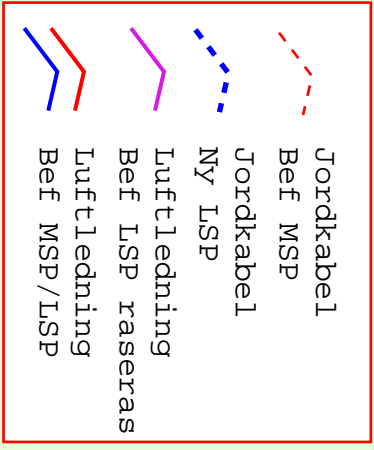 Jordkabel
Bef MSP
Jordkabel
Ny LSP
Luftledning
Bef LSP raseras
Luftledning
Bef MSP/LSP